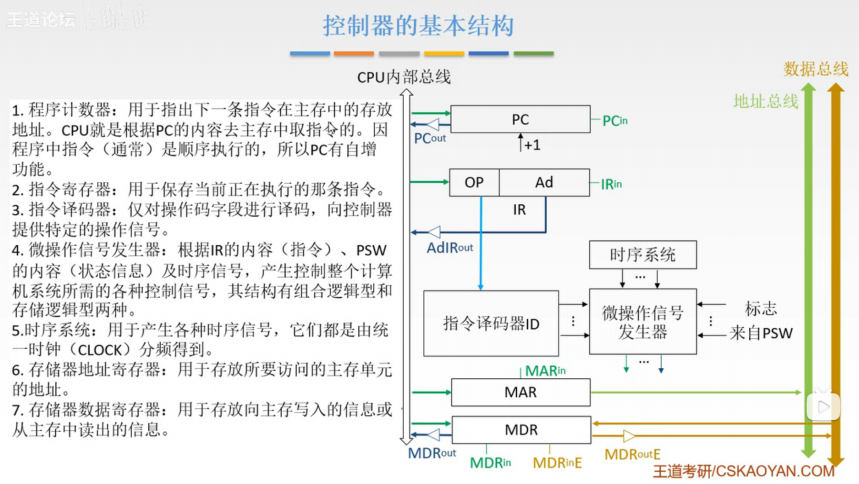 王道论坛
控制器的基本结构
1. 程序计数器：用于指出下一条指令在主存中的存放
地址。CPU就是根据PC的内容去主存中取指令的。因
程序中指令（通常）是顺序执行的，所以PC有自增
功能。
2. 指令寄存器：用于保存当前正在执行的那条指令。
3. 指令译码器：仅对操作码字段进行译码，向控制器
提供特定的操作信号。
4. 微操作信号发生器：根据IR的内容（指令）、PSW
的内容（状态信息）及时序信号，产生控制整个计算
机系统所需的各种控制信号，其结构有组合逻辑型和
存储逻辑型两种。
5.时序系统：用于产生各种时序信号，它们都是由统
一时钟（CLOCK）分频得到。
6. 存储器地址寄存器：用于存放所要访问的主存单元
的地址。
7. 存储器数据寄存器：用于存放向主存写入的信息或
从主存中读出的信息。
CPU内部总线
数据总线
地址总线
PC
PCin
PCout
+1
OP
Ad
IRin
IR
AdIRout
时序系统
...
指令译码器ID
...
微操作信号
发生器
...
标志
来自PSW
...
MARin
MAR
MDR
MDRout
MDRin
MDRinE
MDRoutE
王道考研/CSKAOYAN.COM